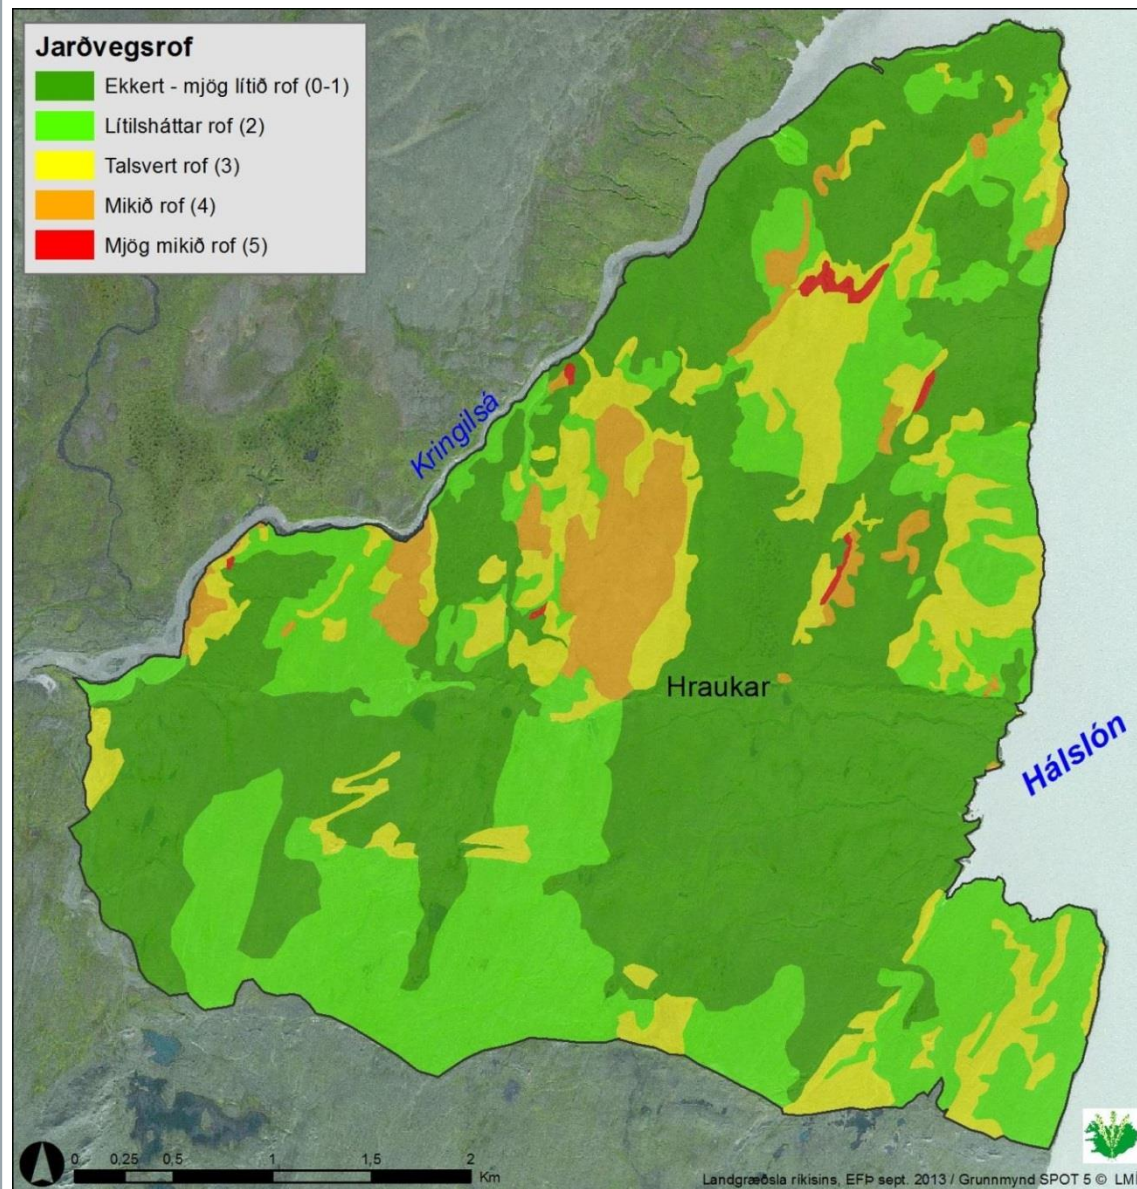 Jarðvegsrof
Ekkert - mjög lítið rof (0-1)
Lítilsháttar rof (2)
Talsvert rof (3)
Mikið rof (4)
Mjög mikið rof (5)
Kringilsá
Hraukar
Hálslón
0 0,25 0,5 1 1,5 2
Km
Landgræðsla ríkisins, EFÞ sept. 2013 / Grunnmynd SPOT 5 © LMÍ